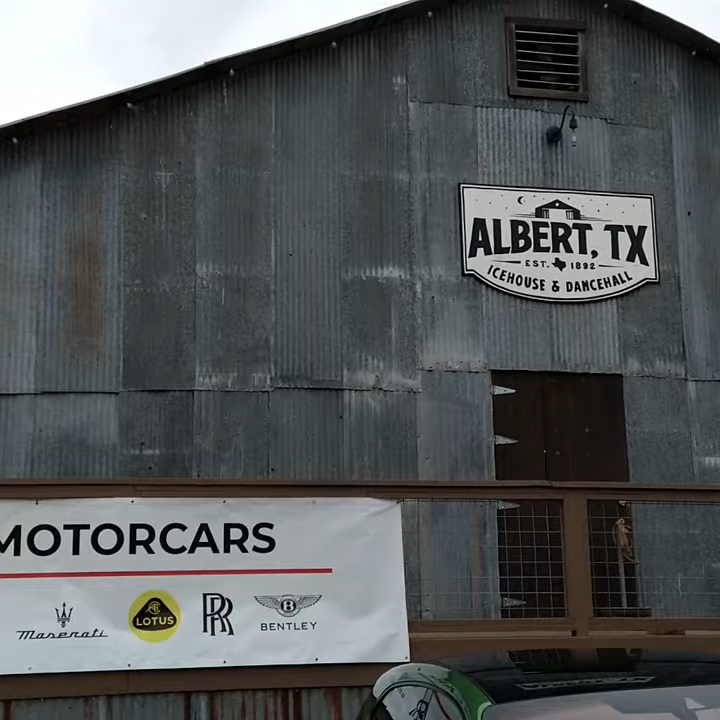 ALBERT, TX
EST. 1892
ICEHOUSE & DANCEHALL
MOTORCARS
Maserati
LOTUS
RR
B
BENTLEY